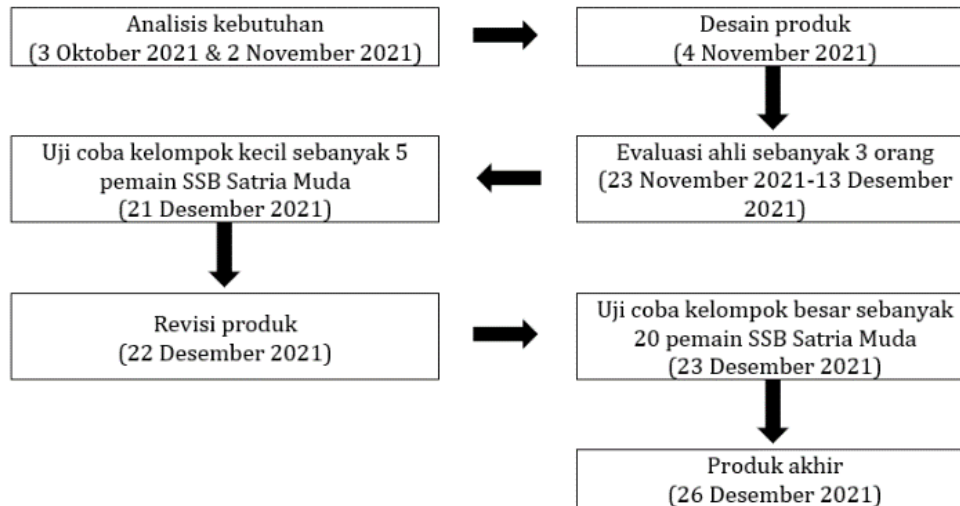 Analisis kebutuhan
(3 Oktober 2021 & 2 November 2021)
Desain produk
(4 November 2021)
Evaluasi ahli sebanyak 3 orang
(23 November 2021-13 Desember
2021)
Uji coba kelompok kecil sebanyak 5
pemain SSB Satria Muda
(21 Desember 2021)
Revisi produk
(22 Desember 2021)
Uji coba kelompok besar sebanyak
20 pemain SSB Satria Muda
(23 Desember 2021)
Produk akhir
(26 Desember 2021)